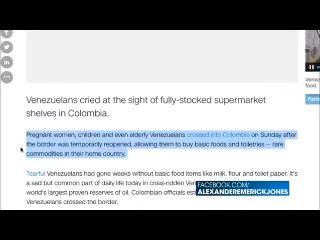 Venezuelans cried at the sight of fully-stocked supermarket
shelves in Colombia.
Pregnant women, children and even elderly Venezuelans crossed into Colombia on Sunday after
the border was temporarily reopened, allowing them to buy basic foods and toiletries -- rare
commodities in their home country.
Tearful Venezuelans had gone weeks without basic food items like milk, flour and toilet paper. It's
a sad but common part of daily life today in crisis-ridden Ven
world's largest proven reserves of oil. Colombian officials esti
Venezuelans crossed the border.
Venezu
food
FACEBOOK.COM/
ALEXANDEREMERICKJONES